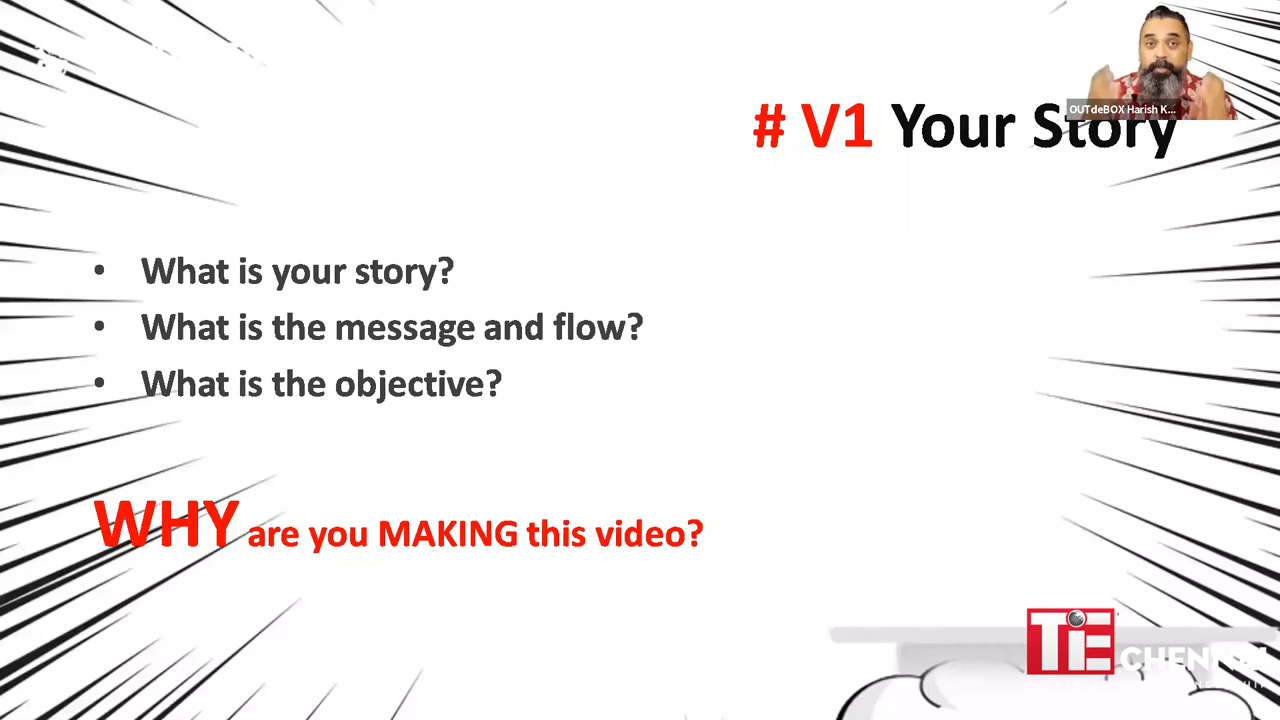 OUTdeBOX Harish K...
# V1 Your Story
• What is your story?
• What is the message and flow?
• What is the objective?
WHY are you MAKING this video?
TiE
CHENNAI